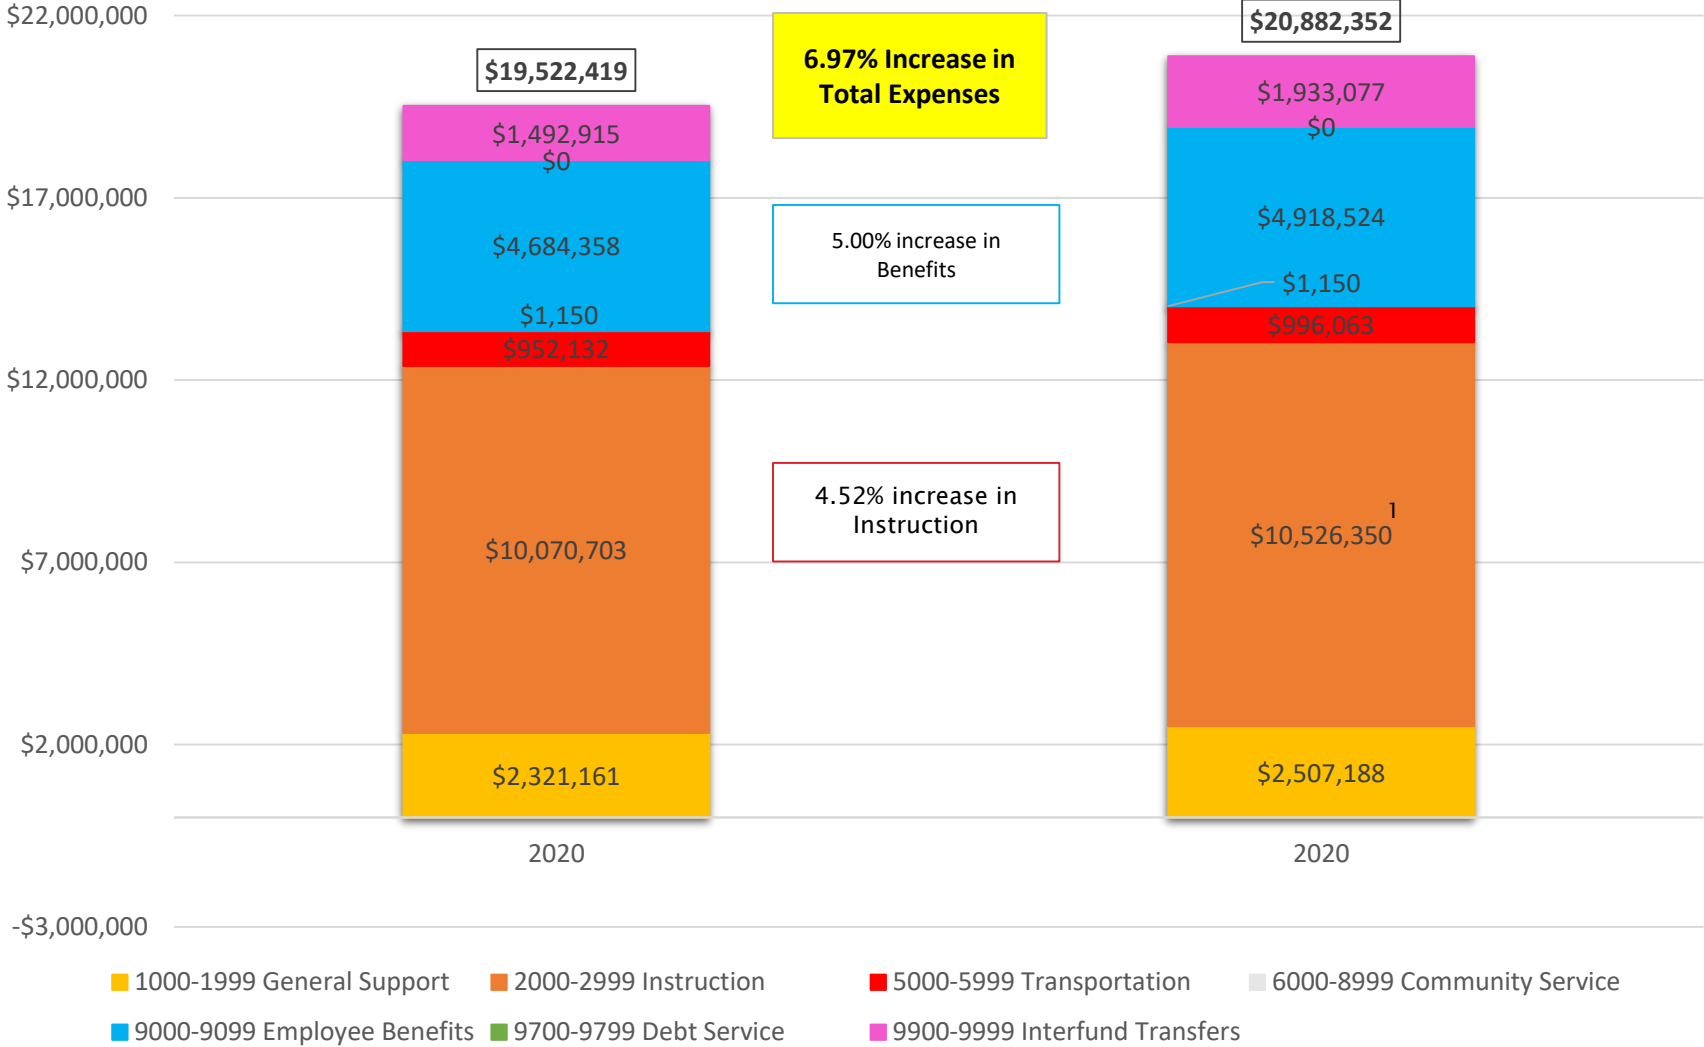 $22,000,000
$17,000,000
$12,000,000
$7,000,000
$2,000,000
-$3,000,000
$19,522,419
$1,492,915
$0
$4,684,358
$1,150
$952,132
$10,070,703
$2,321,161
2020
6.97% Increase in
Total Expenses
5.00% increase in
Benefits
4.52% increase in
Instruction
$20,882,352
$1,933,077
$0
$4,918,524
$1,150
$996,063
1
$10,526,350
$2,507,188
2020
1000-1999 General Support
2000-2999 Instruction
5000-5999 Transportation
6000-8999 Community Service
9000-9099 Employee Benefits
9700-9799 Debt Service
9900-9999 Interfund Transfers